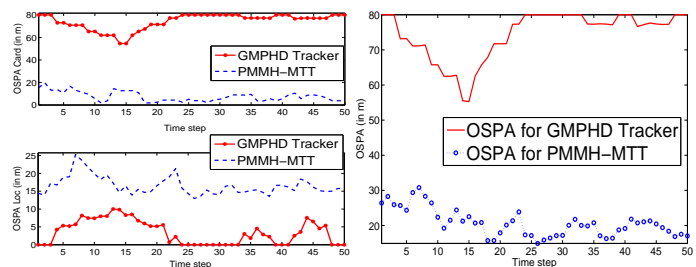 OSPA Card (in m)
80
60
40
20
0
GMPHD Tracker
PMMH-MTT
5 10 15 20 25 30 35 40 45 50
Time step
OSPA Loc (in m)
25
20
15
10
5
0
GMPHD Tracker
PMMH-MTT
5 10 15 20 25 30 35 40 45 50
Time step
OSPA (in m)
80
70
60
50
40
30
20
OSPA for GMPHD Tracker
OSPA for PMMH-MTT
5 10 15 20 25 30 35 40 45 50
Time step